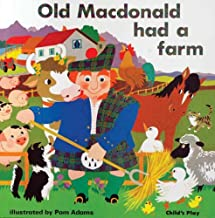 Old Macdonald
had a
farm
illustrated by Pam Adams
Child's Play